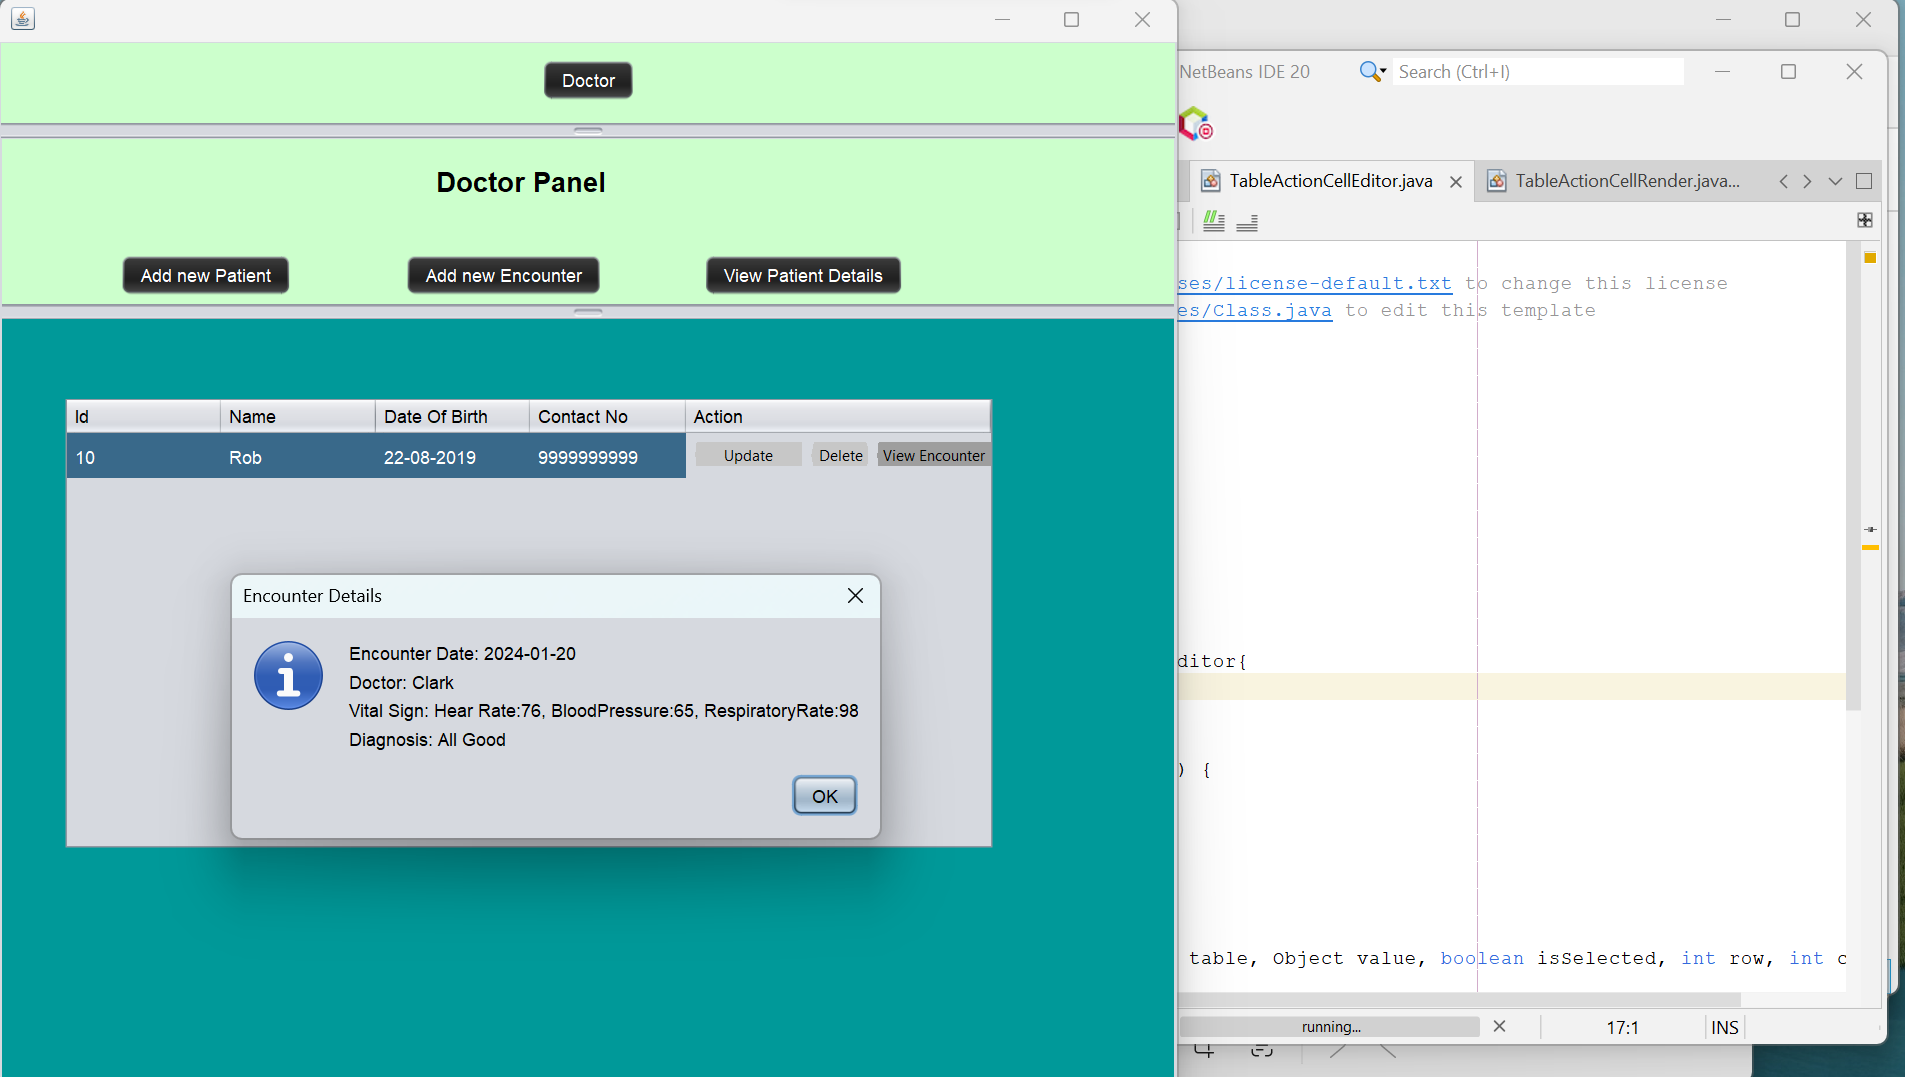 Doctor
Doctor Panel
Add new Patient
Add new Encounter
View Patient Details
Id Name Date Of Birth Contact No Action
10 Rob 22-08-2019 9999999999 Update Delete View Encounter
Encounter Details
Encounter Date: 2024-01-20
Doctor: Clark
Vital Sign: Hear Rate:76, BloodPressure:65, RespiratoryRate:98
Diagnosis: All Good
OK
NetBeans IDE 20
Search (Ctrl+I)
TableActionCellEditor.java
TableActionCellRender.java...
ses/license-default.txt to change this license
es/Class.java to edit this template
ditor{
) {
table, Object value, boolean isSelected, int row, int c
running...
17:1
INS